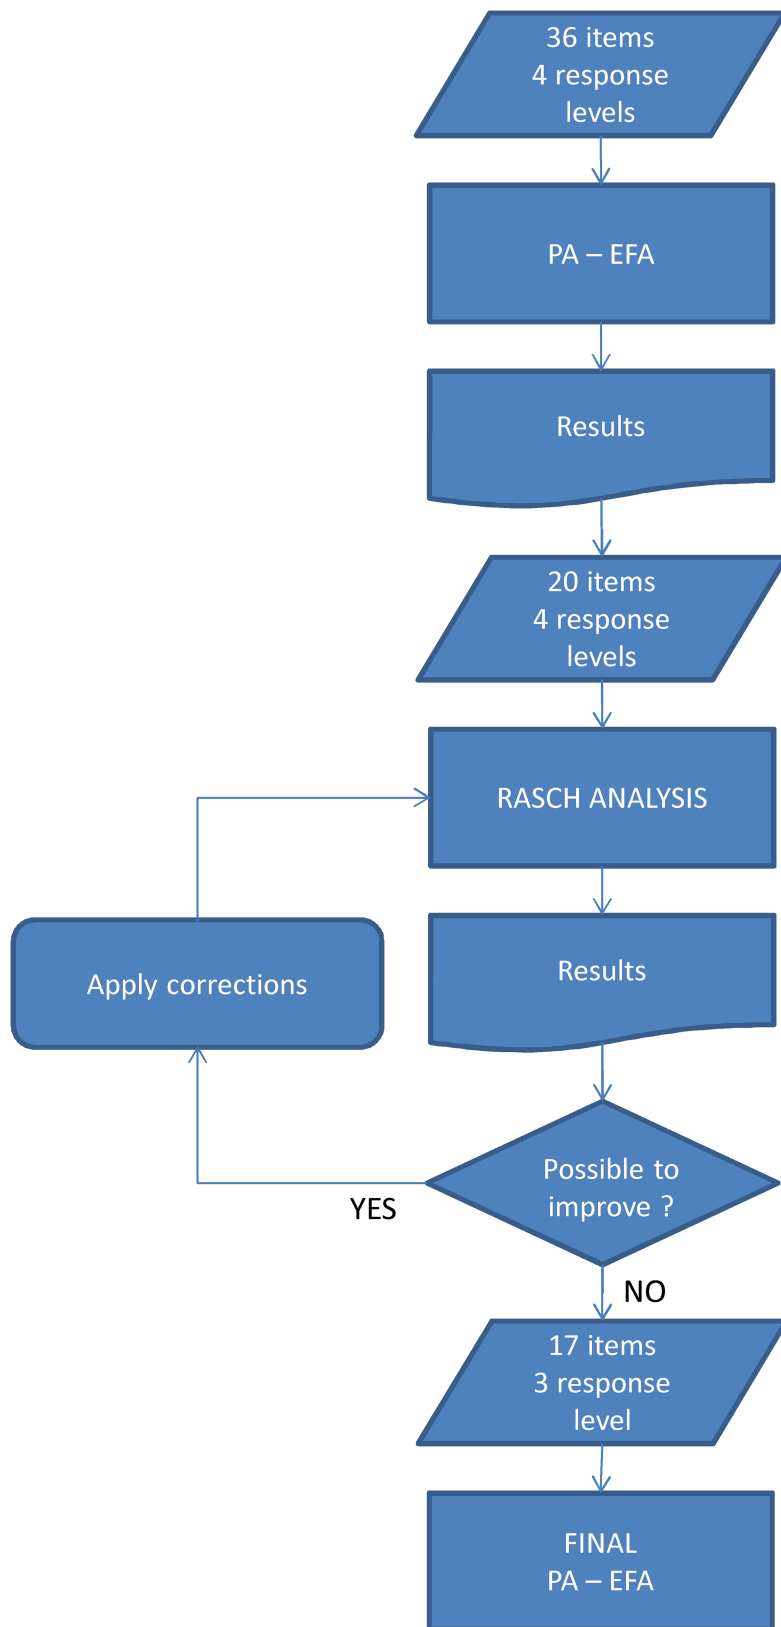 36 items
4 response
levels
PA – EFA
Results
20 items
4 response
levels
RASCH ANALYSIS
Results
Apply corrections
Possible to
improve ?
YES
NO
17 items
3 response
level
FINAL
PA – EFA